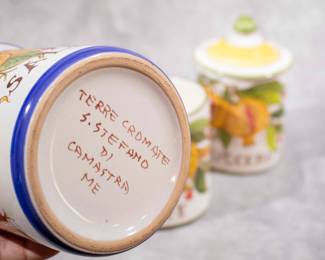 TERRE CROMATE
S. STEFANO
DI
CAMASTRA
ME